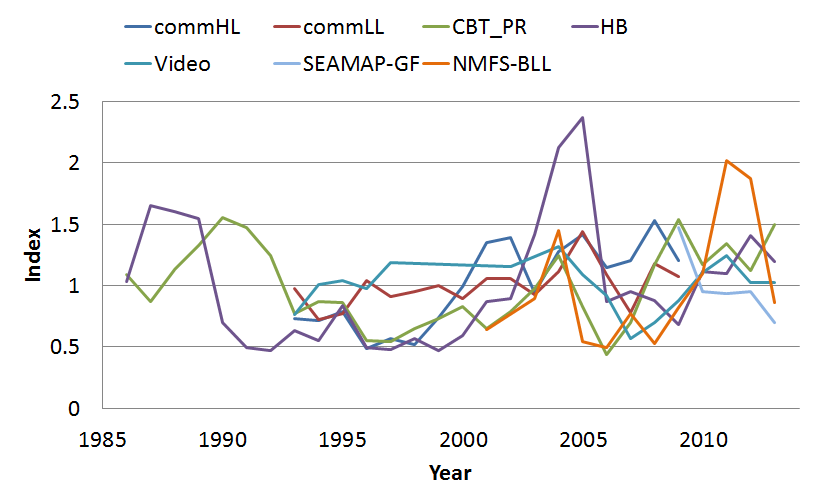 commHL commLL CBT_PR HB
Video SEAMAP-GF NMFS-BLL
2.5
2
1.5
1
0.5
0
Index
1985 1990 1995 2000 2005 2010
Year